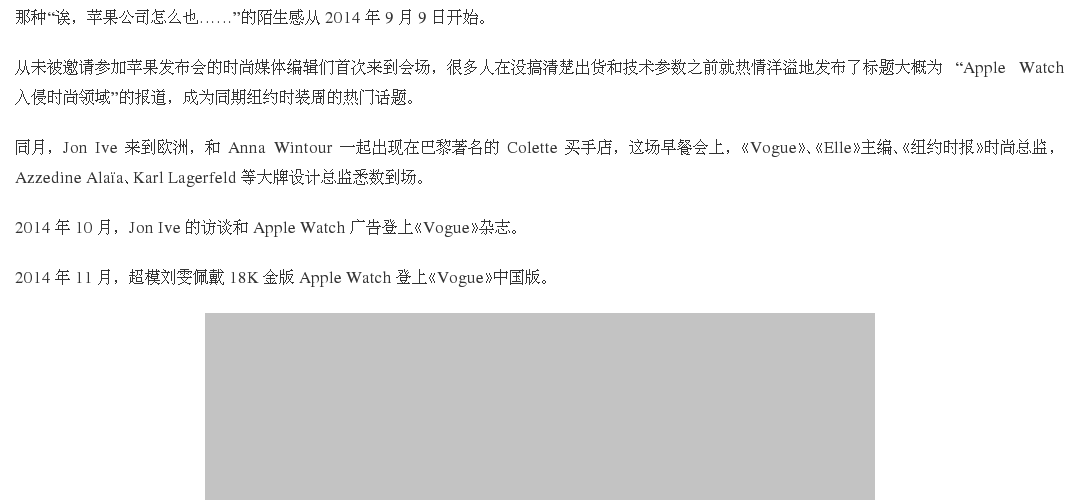 那种“诶，苹果公司怎么也……”的陌生感从 2014 年 9 月 9 日开始。
从未被邀请参加苹果发布会的时尚媒体编辑们首次来到会场，很多人在没搞清楚出货和技术参数之前就热情洋溢地发布了标题大概为 “Apple Watch
入侵时尚领域”的报道，成为同期纽约时装周的热门话题。
同月，Jon Ive 来到欧洲，和 Anna Wintour 一起出现在巴黎著名的 Colette 买手店，这场早餐会上，《Vogue》、《Elle》主编、《纽约时报》时尚总监，
Azzedine Alaïa、Karl Lagerfeld 等大牌设计总监悉数到场。
2014 年 10 月，Jon Ive 的访谈和 Apple Watch 广告登上《Vogue》杂志。
2014 年 11 月，超模刘雯佩戴 18K 金版 Apple Watch 登上《Vogue》中国版。